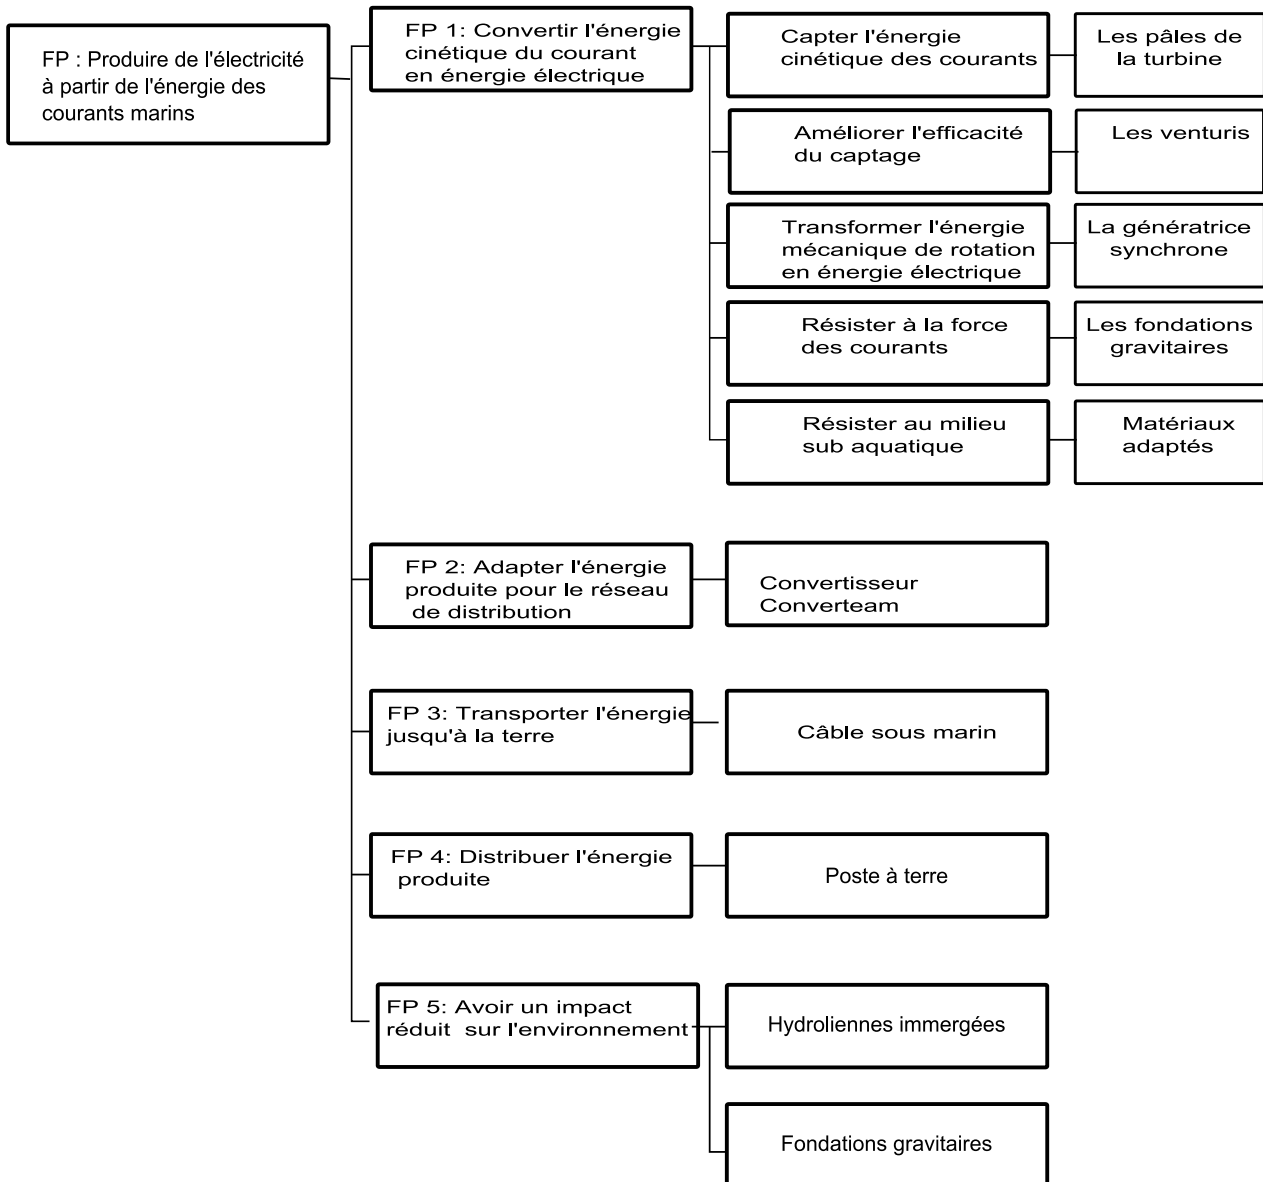 FP : Produire de l'électricité
à partir de l'énergie des
courants marins
FP 1: Convertir l'énergie
cinétique du courant
en énergie électrique
Capter l'énergie
cinétique des courants
Les pâles de
la turbine
Améliorer l'efficacité
du captage
Les venturis
Transformer l'énergie
mécanique de rotation
en énergie électrique
La génératrice
synchrone
Résister à la force
des courants
Les fondations
gravitaires
Résister au milieu
sub aquatique
Matériaux
adaptés
FP 2: Adapter l'énergie
produite pour le réseau
de distribution
Convertisseur
Converteam
FP 3: Transporter l'énergie
jusqu'à la terre
Câble sous marin
FP 4: Distribuer l'énergie
produite
Poste à terre
FP 5: Avoir un impact
réduit sur l'environnement
Hydroliennes immergées
Fondations gravitaires